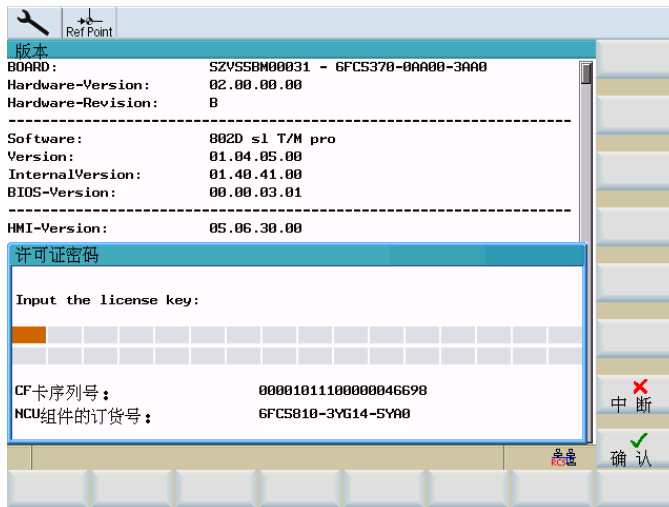 Ref Point
版本
BOARD: SZVS5BM00031 - 6FC5370-0AA00-3AA0
Hardware-Version: 02.00.00.00
Hardware-Revision: B
Software: 802D sl T/M pro
Version: 01.04.05.00
InternalVersion: 01.40.41.00
BIOS-Version: 00.00.03.01
HMI-Version: 05.06.30.00
许可证密码
Input the license key:
CF卡序列号： 00001011100000046698
NCU组件的订货号： 6FC5810-3YG14-5YA0
中断
RCS
确认